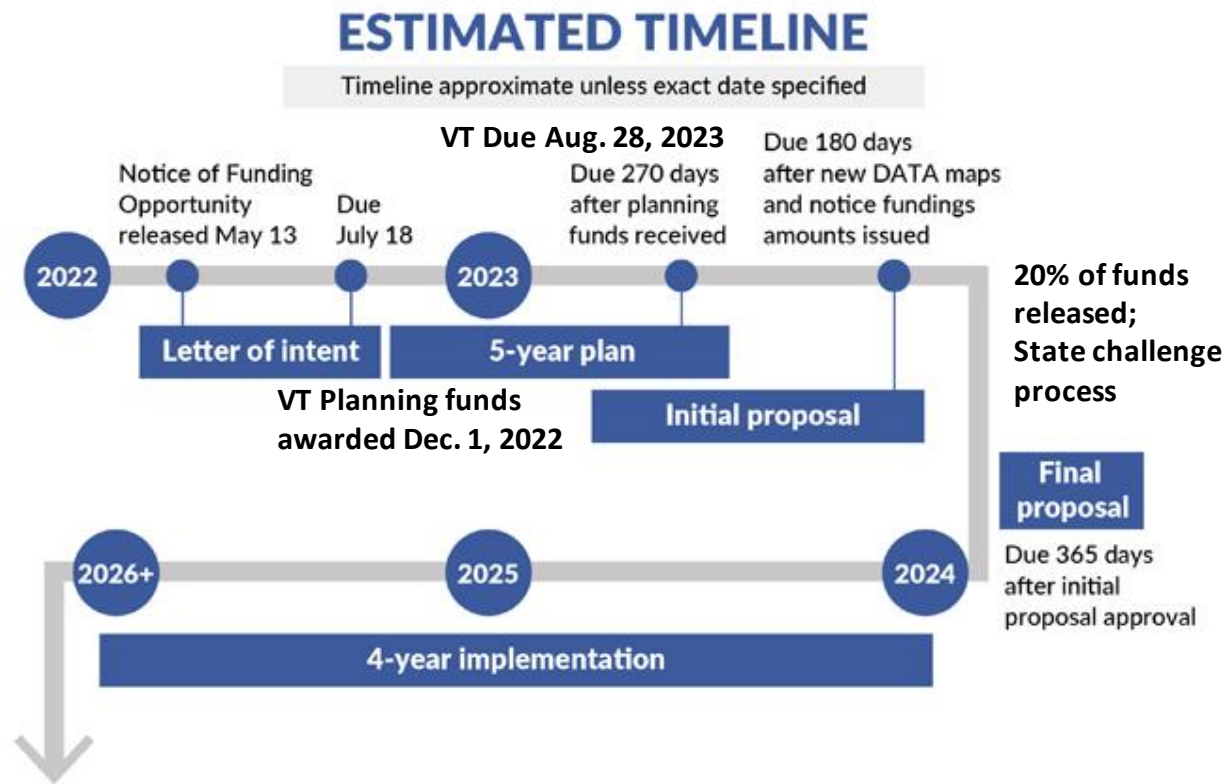 ESTIMATED TIMELINE
Timeline approximate unless exact date specified
VT Due Aug. 28, 2023
Notice of Funding
Opportunity
released May 13
Due
July 18
Due 270 days
after planning
funds received
Due 180 days
after new DATA maps
and notice fundings
amounts issued
2022
2023
20% of funds
released;
State challenge
process
Letter of intent
5-year plan
VT Planning funds
awarded Dec. 1, 2022
Initial proposal
Final
proposal
Due 365 days
after initial
proposal approval
2026+
2025
2024
4-year implementation